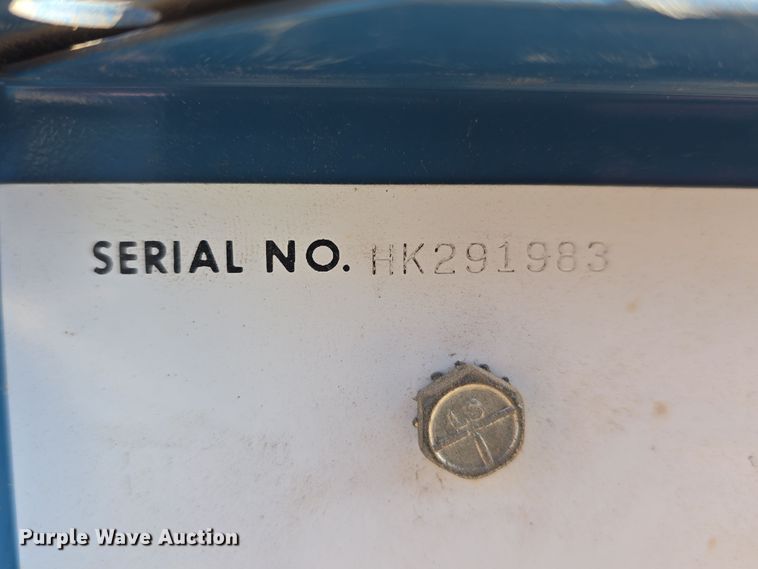 SERIAL NO. HK291983
Purple Wave Auction